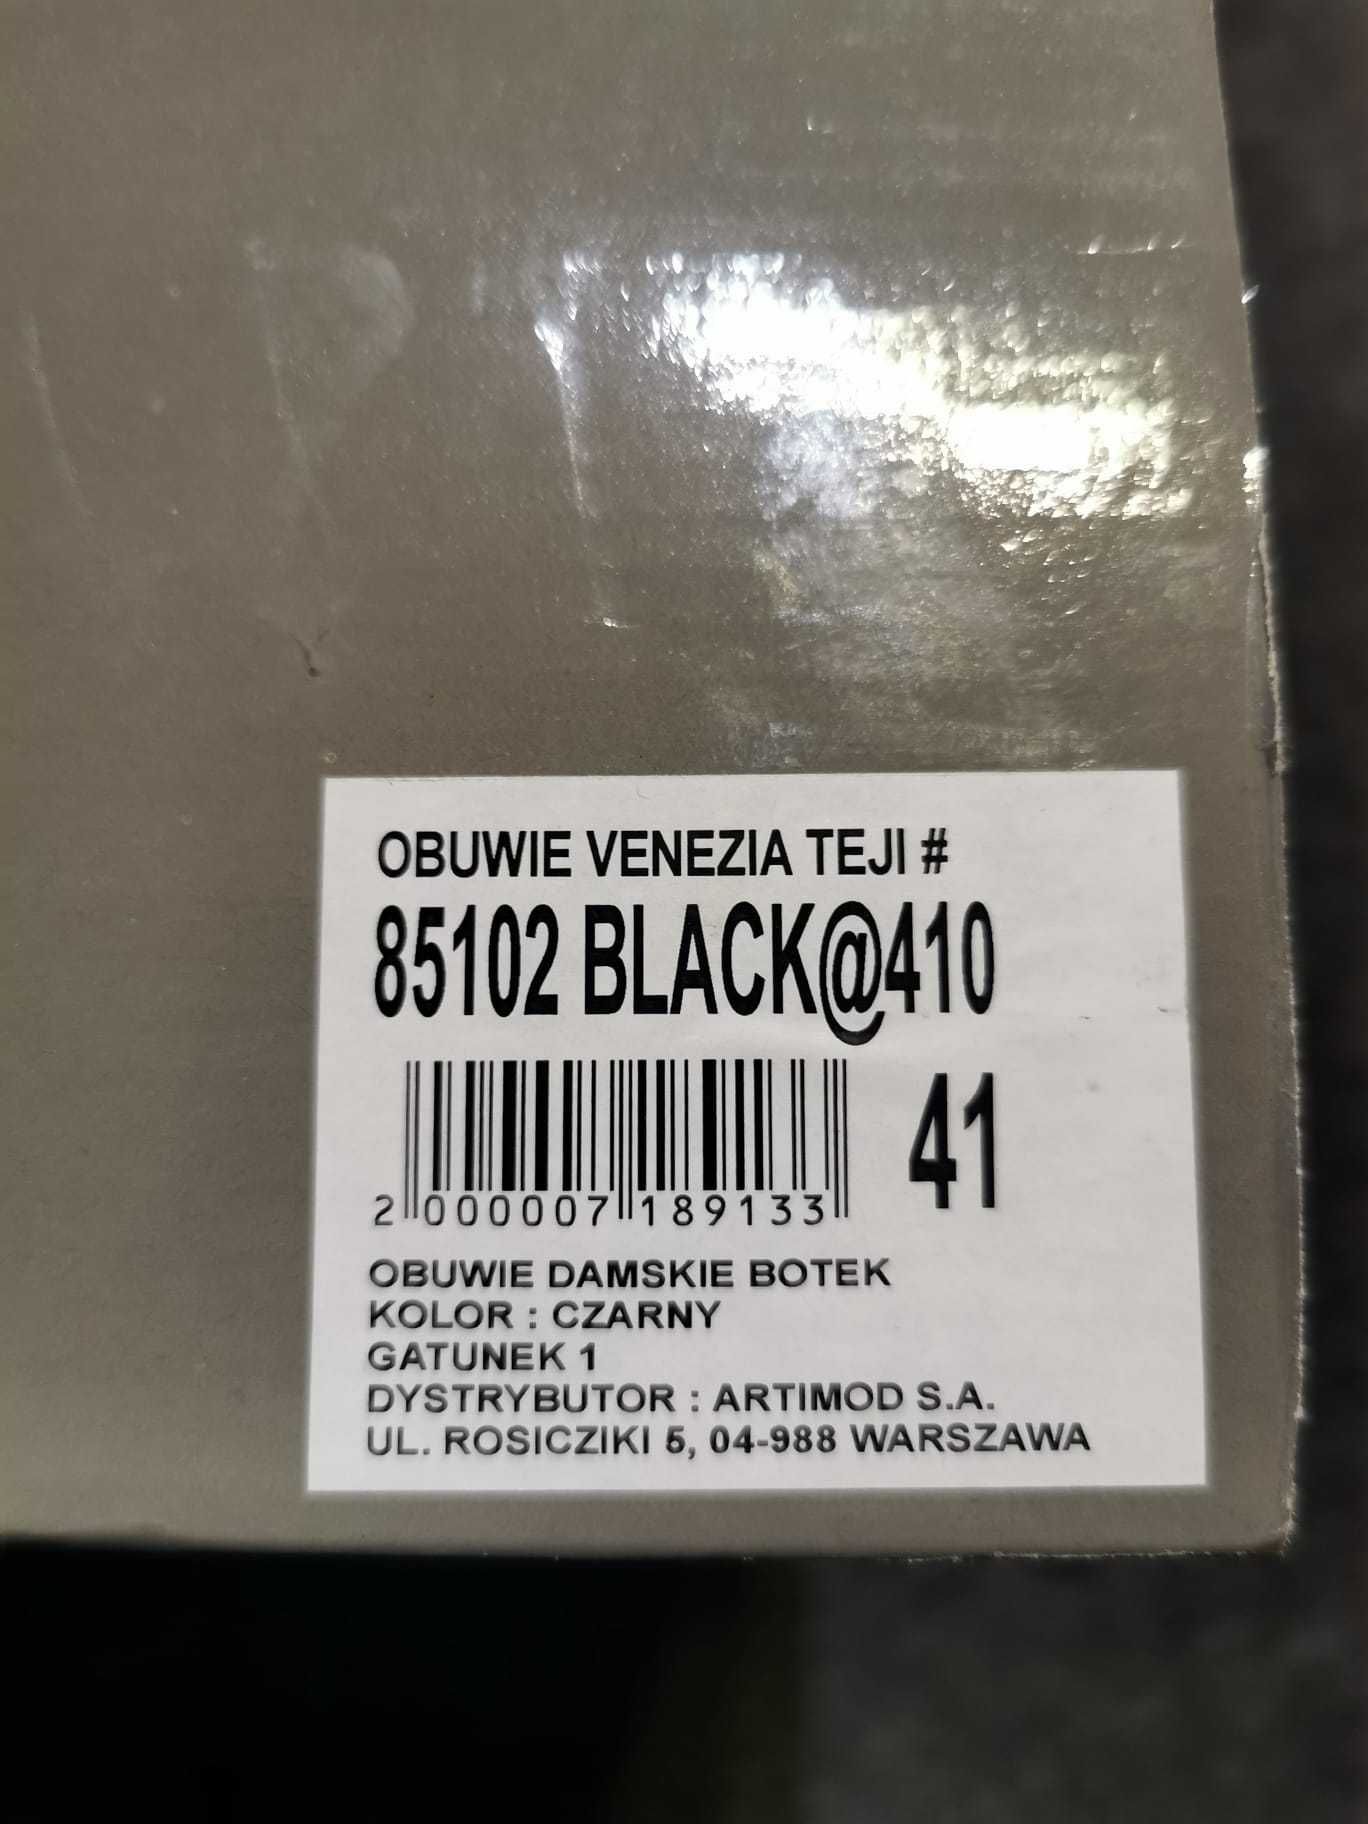 OBUWIE VENEZIA TEJI #
85102 BLACK@410
41
2 000007 189133
OBUWIE DAMSKIE BOTEK
KOLOR : CZARNY
GATUNEK 1
DYSTRYBUTOR : ARTIMOD S.A.
UL. ROSICZIKI 5, 04-988 WARSZAWA